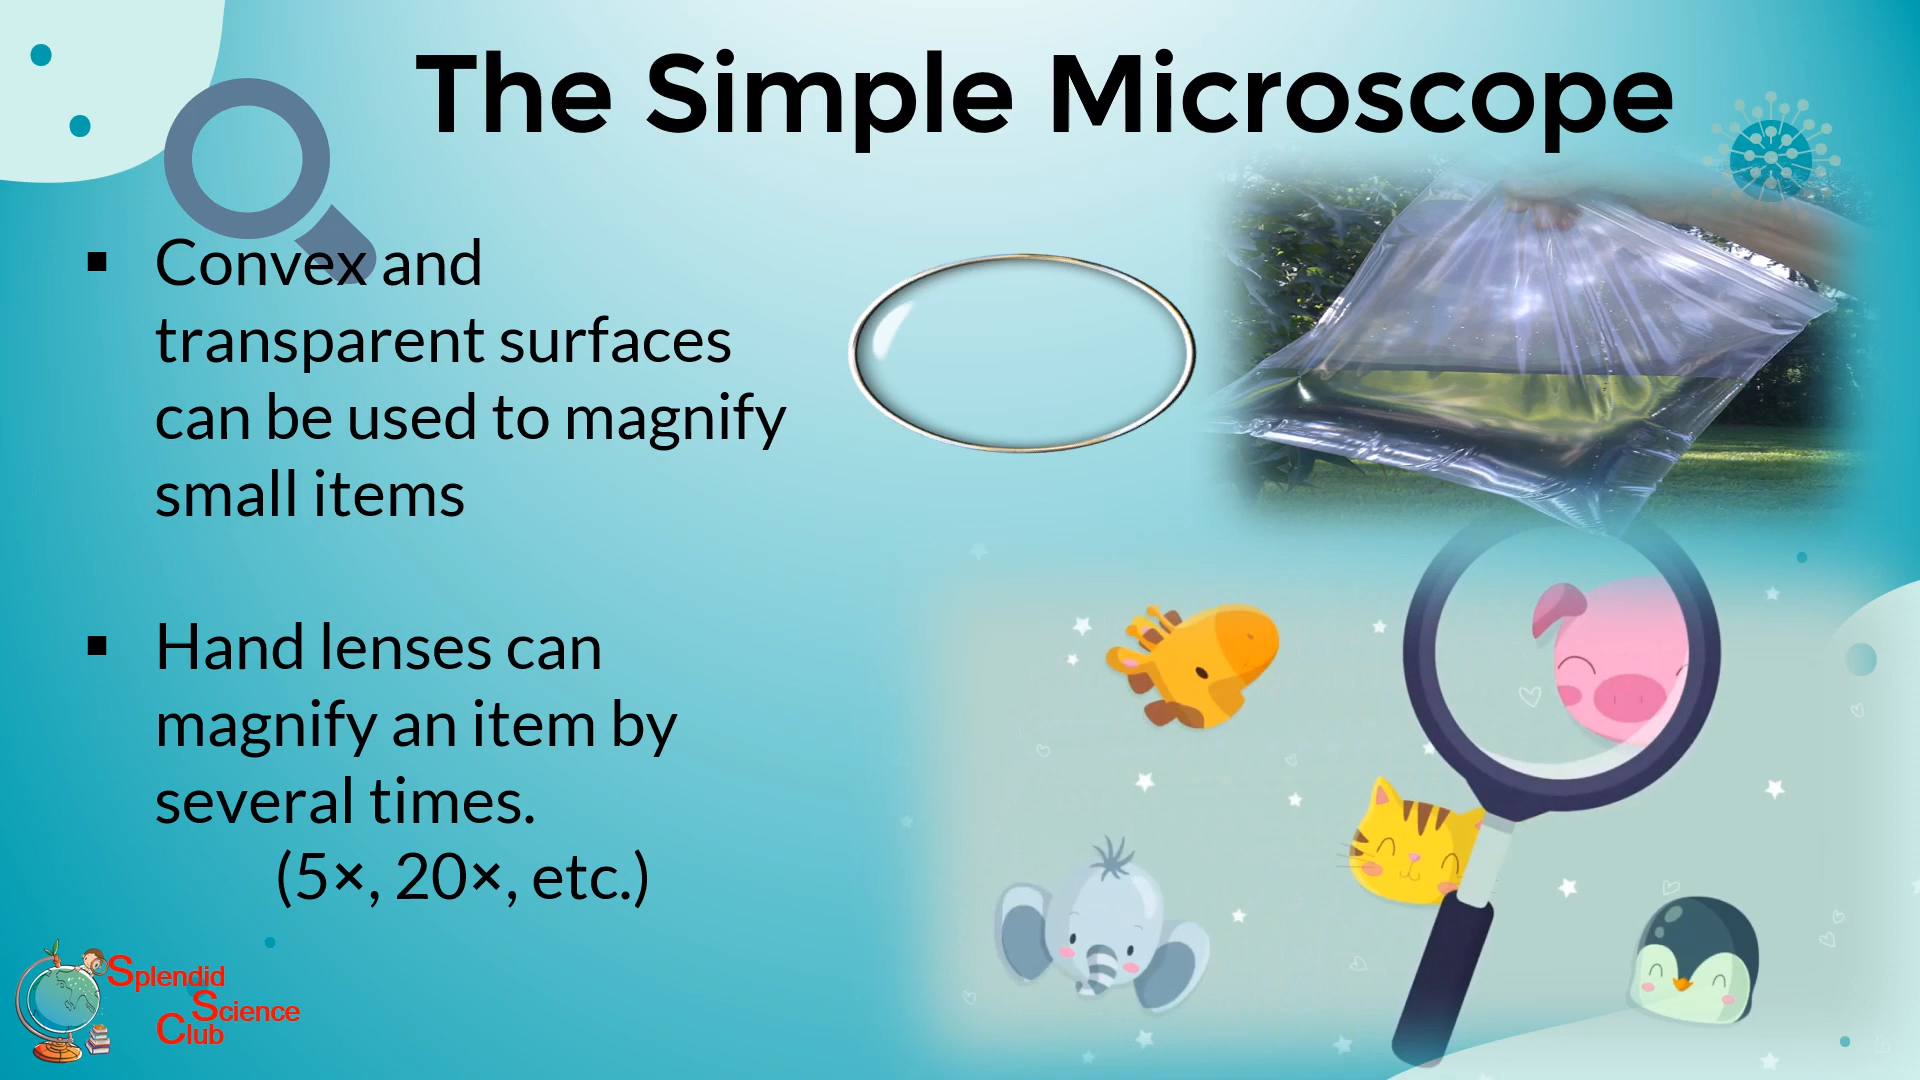 The Simple Microscope
▪ Convex and
transparent surfaces
can be used to magnify
small items
▪ Hand lenses can
magnify an item by
several times.
(5×, 20×, etc.)
Splendid
Science
Club